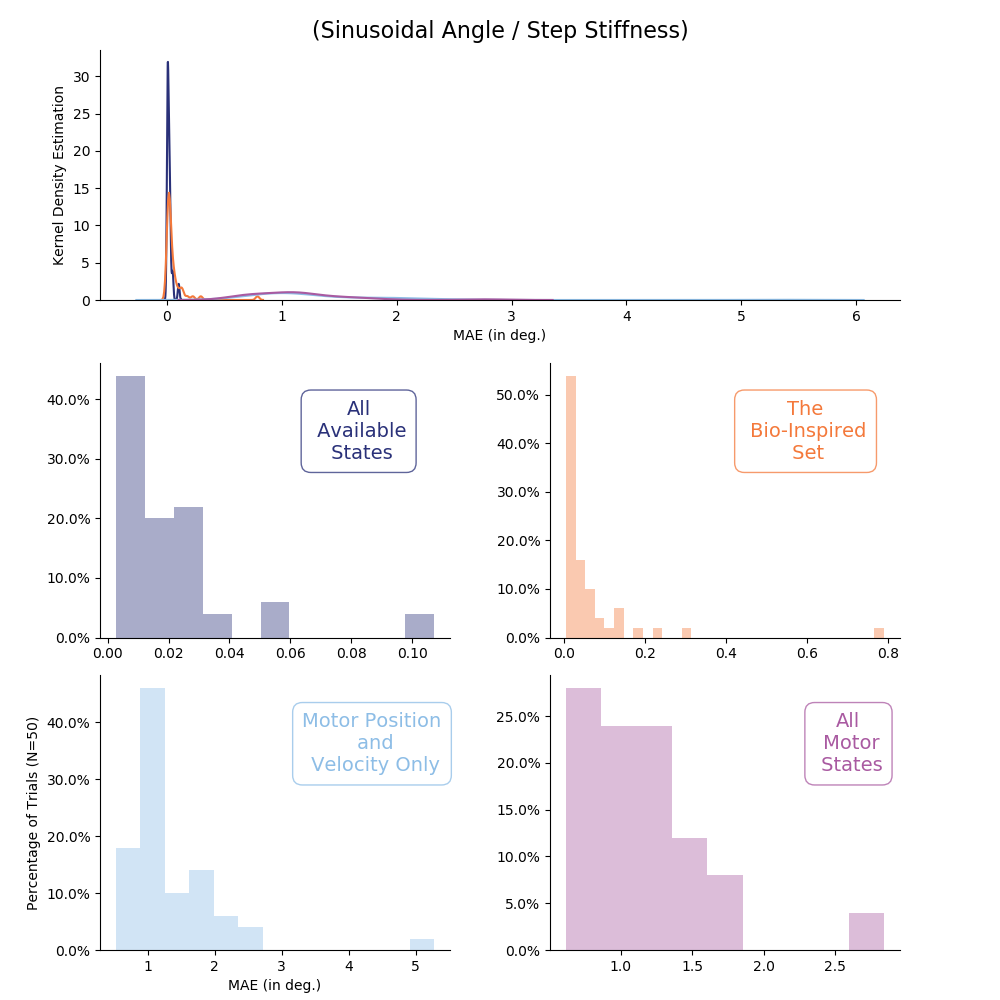 (Sinusoidal Angle / Step Stiffness)
Kernel Density Estimation
30
25
20
15
10
5
0
0 1 2 3 4 5 6
MAE (in deg.)
40.0%
30.0%
20.0%
10.0%
0.0%
0.00 0.02 0.04 0.06 0.08 0.10
All
Available
States
50.0%
40.0%
30.0%
20.0%
10.0%
0.0%
0.0 0.2 0.4 0.6 0.8
The
Bio-Inspired
Set
Percentage of Trials (N=50)
40.0%
30.0%
20.0%
10.0%
0.0%
1 2 3 4 5
MAE (in deg.)
Motor Position
and
Velocity Only
25.0%
20.0%
15.0%
10.0%
5.0%
0.0%
1.0 1.5 2.0 2.5
All
Motor
States